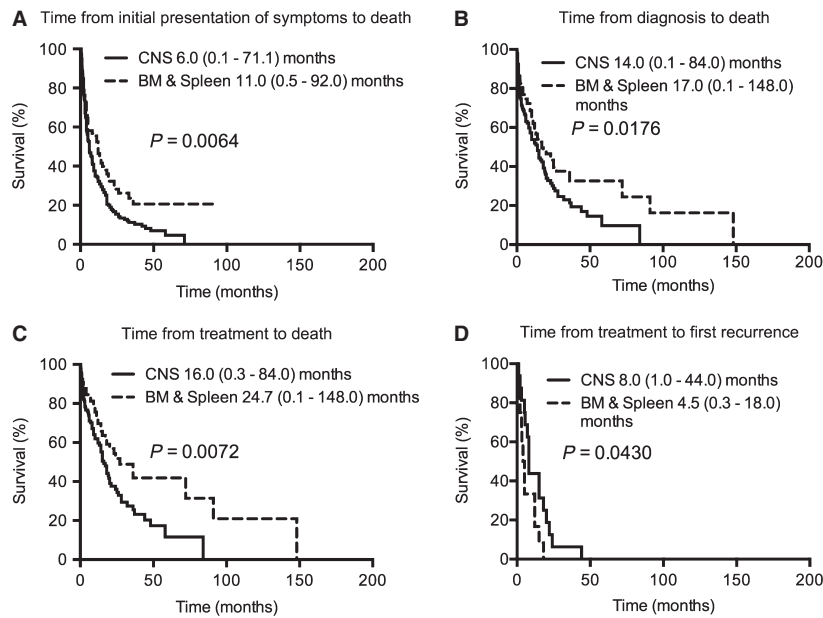 A Time from initial presentation of symptoms to death
Survival (%)
100
80
60
40
20
0
CNS 6.0 (0.1 - 71.1) months
BM & Spleen 11.0 (0.5 - 92.0) months
P = 0.0064
0 50 100 150 200
Time (months)
B Time from diagnosis to death
Survival (%)
100
80
60
40
20
0
CNS 14.0 (0.1 - 84.0) months
BM & Spleen 17.0 (0.1 - 148.0)
months
P = 0.0176
0 50 100 150 200
Time (months)
C Time from treatment to death
Survival (%)
100
80
60
40
20
0
CNS 16.0 (0.3 - 84.0) months
BM & Spleen 24.7 (0.1 - 148.0) months
P = 0.0072
0 50 100 150 200
Time (months)
D Time from treatment to first recurrence
Survival (%)
100
80
60
40
20
0
CNS 8.0 (1.0 - 44.0) months
BM & Spleen 4.5 (0.3 - 18.0)
months
P = 0.0430
0 50 100 150 200
Time (months)